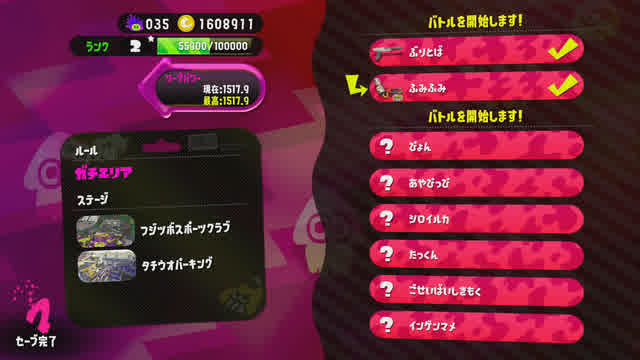 035 1608911
ランク 2 55000/100000
リーグパワー
現在:1517.9
最高:1517.9
ルール
ガチエリア
ステージ
フジツボスポーツクラブ
タチウオパーキング
セーブ完了
バトルを開始します!
ぷりとぱ
ふみふみ
バトルを開始します!
? ぴょん
? あやぴっぴ
? シロイルカ
? たっくん
? ごせいばいしきもく
? インゲンマメ